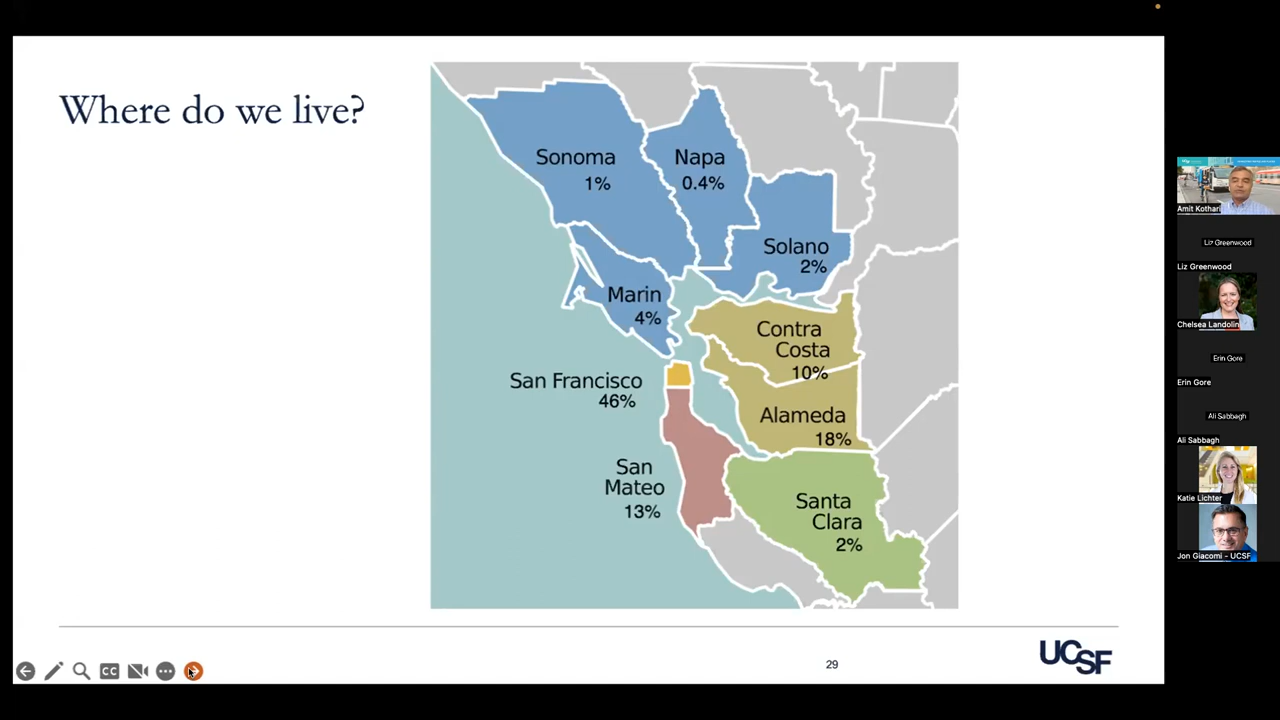 Where do we live?
Sonoma
1%
Napa
0.4%
Solano
2%
Marin
4%
Contra
Costa
10%
San Francisco
46%
Alameda
18%
San
Mateo
13%
Santa
Clara
2%
29
UCSF
CC
Amit Kothari
Liz Greenwood
Liz Greenwood
Chelsea Landolin
Erin Gore
Erin Gore
Ali Sabbagh
Ali Sabbagh
Katie Lichter
Jon Giacomi - UCSF